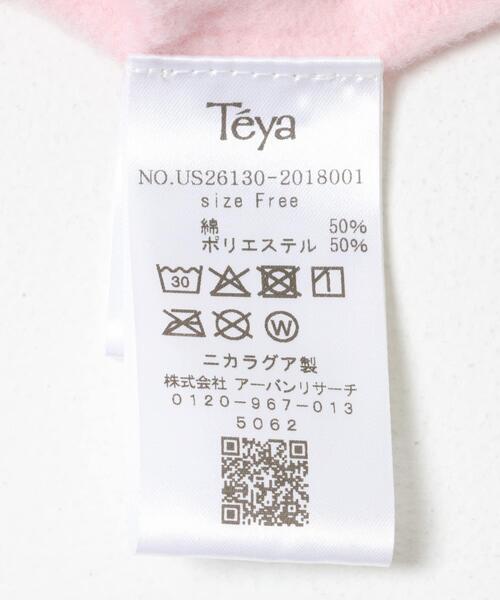 Téya
NO.US26130-2018001
size Free
綿 50%
ポリエステル 50%
30
W
ニカラグア製
株式会社 アーバンリサーチ
0120-967-013
5062